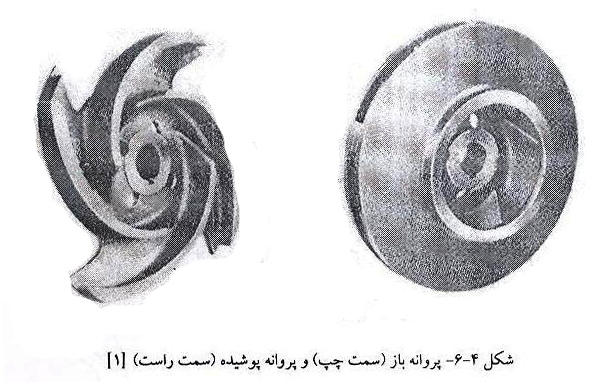 شکل ۴-۶- پروانه باز (سمت چپ) و پروانه پوشیده (سمت راست) [۱]